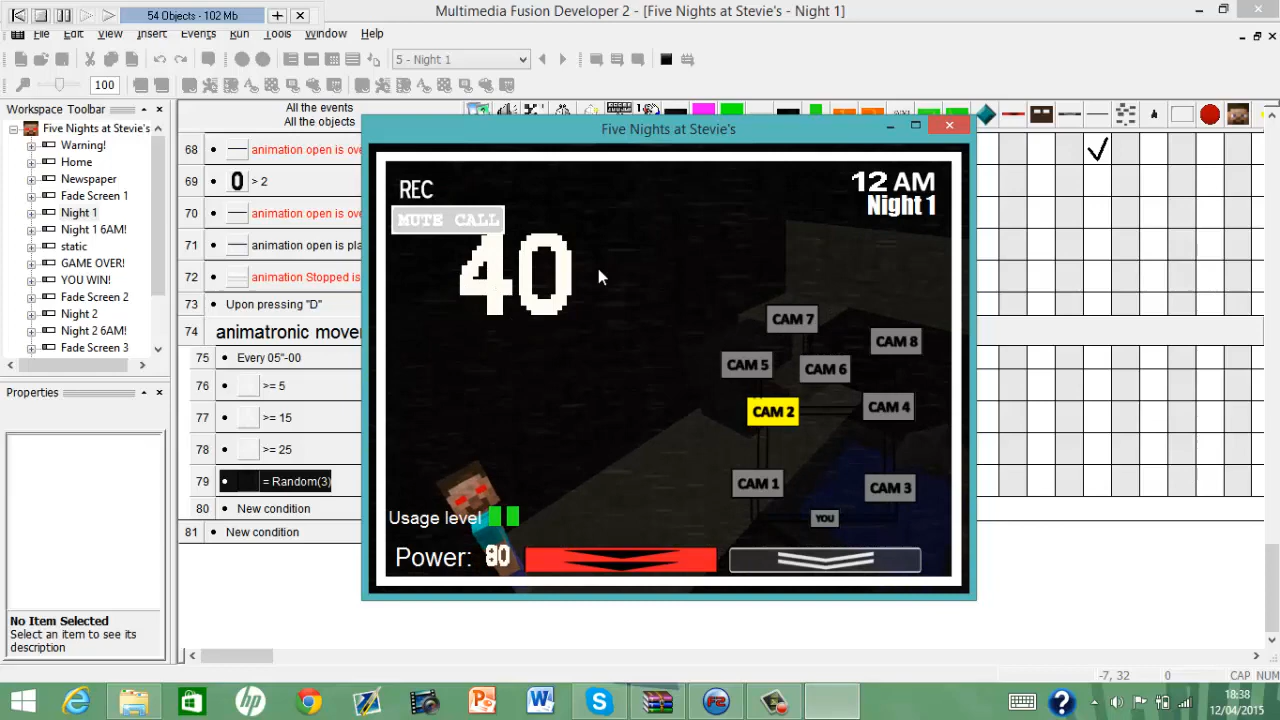 54 Objects - 102 Mb
Multimedia Fusion Developer 2 - [Five Nights at Stevie's - Night 1]
File Edit View Insert Events Run Tools Window Help
5 - Night 1
100
Workspace Toolbar
Five Nights at Stevie's
Warning!
Home
Newspaper
Fade Screen 1
Night 1
Night 1 6AM!
static
GAME OVER!
YOU WIN!
Fade Screen 2
Night 2
Night 2 6AM!
Fade Screen 3
Properties
No Item Selected
Select an item to see its
description
All the events
All the objects
68 • animation open is ove
69 • 0 > 2
70 • animation open is ove
71 • animation open is pla
72 • animation Stopped is
73 • Upon pressing "D"
74 animatronic movem
75 • Every 05"-00
76 • >= 5
77 • >= 15
78 • >= 25
79 • = Random(3)
80 • New condition
81 • New condition
Five Nights at Stevie's
REC
MUTE CALL
40
12 AM
Night 1
CAM 7
CAM 8
CAM 5
CAM 6
CAM 2
CAM 4
CAM 1
CAM 3
YOU
Usage level
Power: 80
-7, 32
0
CAP NUM
18:38
12/04/2015